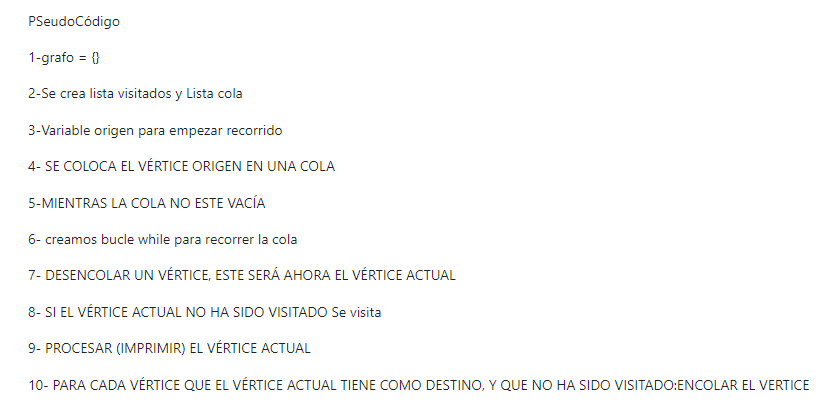 PSeudoCódigo
1-grafo = {}
2-Se crea lista visitados y Lista cola
3-Variable origen para empezar recorrido
4- SE COLOCA EL VÉRTICE ORIGEN EN UNA COLA
5-MIENTRAS LA COLA NO ESTE VACÍA
6- creamos bucle while para recorrer la cola
7- DESENCOLAR UN VÉRTICE, ESTE SERÁ AHORA EL VÉRTICE ACTUAL
8- SI EL VÉRTICE ACTUAL NO HA SIDO VISITADO Se visita
9- PROCESAR (IMPRIMIR) EL VÉRTICE ACTUAL
10- PARA CADA VÉRTICE QUE EL VÉRTICE ACTUAL TIENE COMO DESTINO, Y QUE NO HA SIDO VISITADO:ENCOLAR EL VERTICE